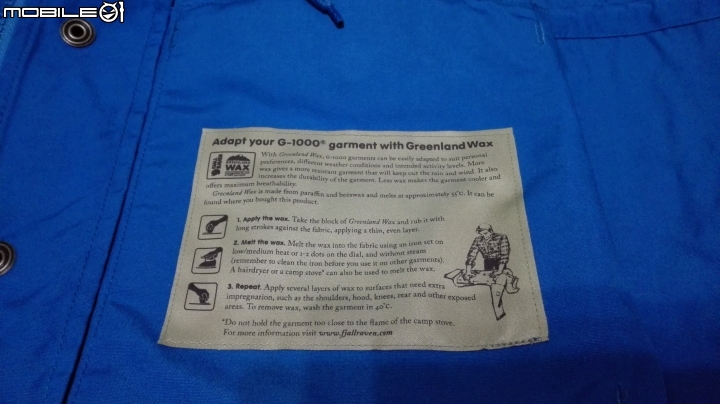 MOBILE01
Adapt your G-1000® garment with Greenland Wax
With Greenland Wax, G-1000 garments can be easily adapted to suit personal
preferences, different weather conditions and intended activity levels. More
wax gives a more resistant garment that will keep out the rain and wind. It also
increases the durability of the garment. Less wax makes the garment cooler and
offers maximum breathability.
Greenland Wax is made from paraffin and beeswax and melts at approximately 55°C. It can be
found where you bought this product.
WAX
1. Apply the wax. Take the block of Greenland Wax and rub it with
long strokes against the fabric, applying a thin, even layer.
2. Melt the wax. Melt the wax into the fabric using an iron set on
low/medium heat or 1-2 dots on the dial, and without steam
(remember to clean the iron before you use it on other garments).
A hairdryer or a camp stove* can also be used to melt the wax.
3. Repeat. Apply several layers of wax to surfaces that need extra
impregnation, such as the shoulders, hood, knees, rear and other exposed
areas. To remove wax, wash the garment in 40°C.
*Do not hold the garment too close to the flame of the camp stove.
For more information visit www.fjallraven.com